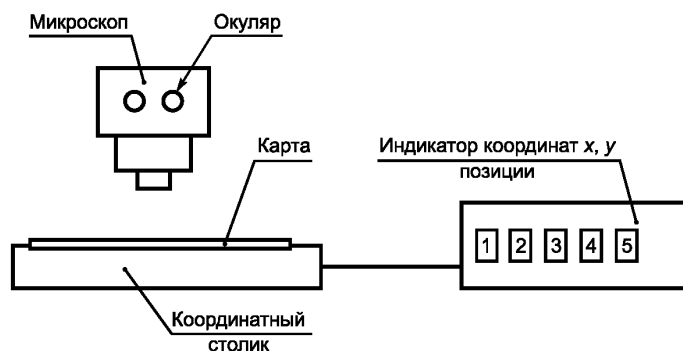 Микроскоп
Окуляр
Карта
Индикатор координат x, y
позиции
1 2 3 4 5
Координатный
столик